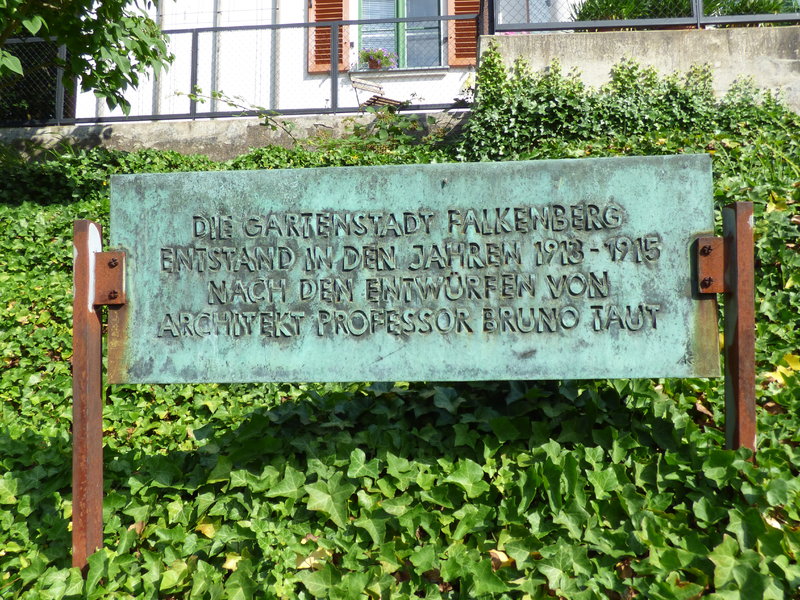 DIE GARTENSTADT FALKENBERG
ENTSTAND IN DEN JAHREN 1913-1915
NACH DEN ENTWÜRFEN VON
ARCHITEKT PROFESSOR BRUNO TAUT